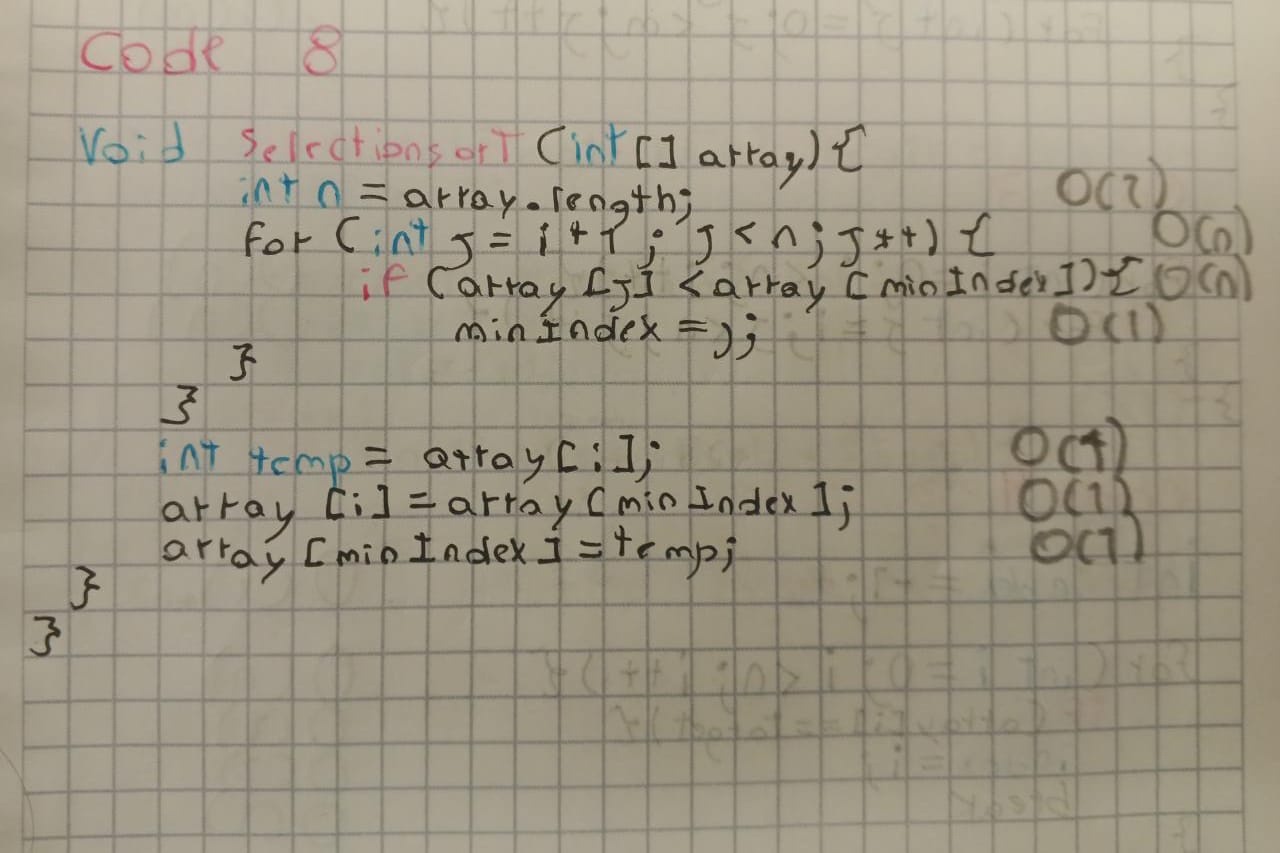 Code 8
Void SelectionsorT (int [] array) {
int n = array.length; O(1)
for (int j = i + 1 ; j < n; j++) { O(n)
if (array [j] < array [minIndex]) { O(n)
minIndex = j; O(1)
}
}
int temp = array[i]; O(1)
array [i] = array [minIndex]; O(1)
array [minIndex] = temp; O(1)
}
}